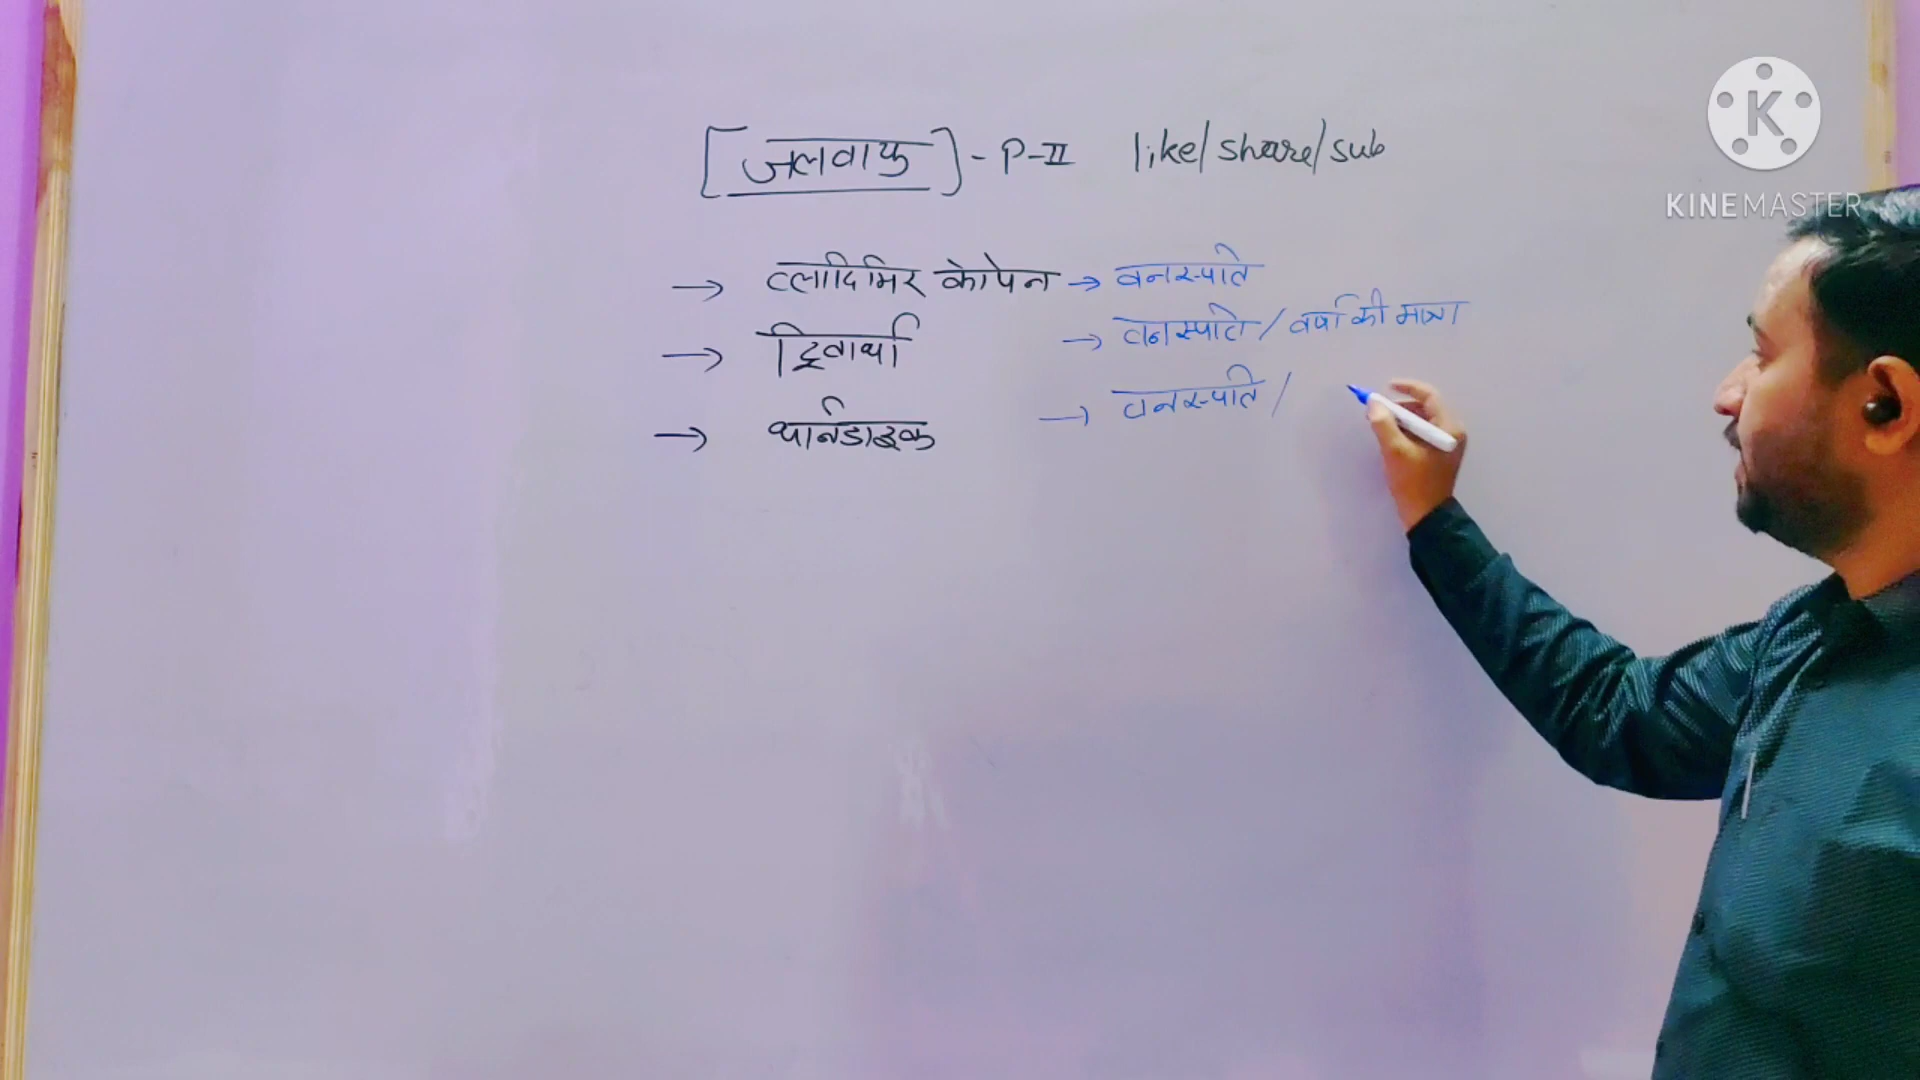 [जलवायु] - P-II like/share/sub
→ व्लादिमिर कोपेन → वनस्पति
→ ट्रिवार्था → वनस्पति / वर्षा की मात्रा
→ थार्नडाइक → वनस्पति /
K
KINEMASTER